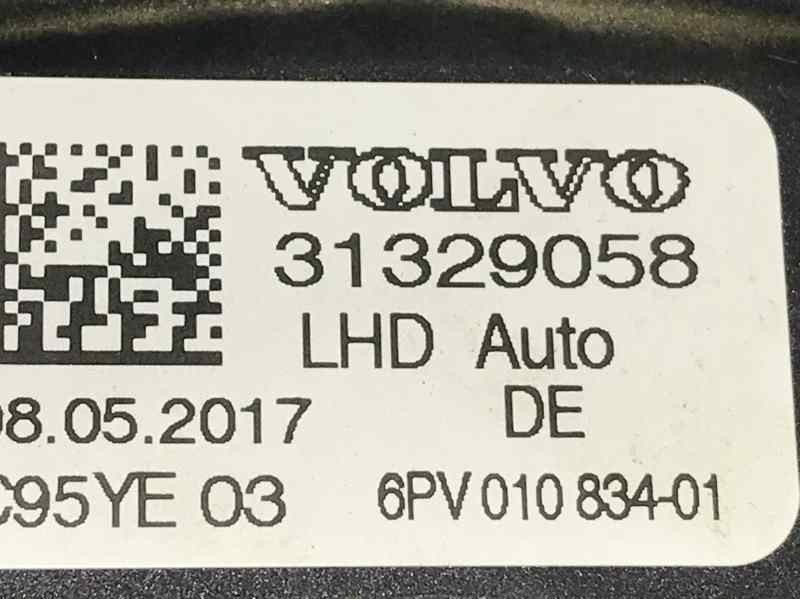 VOLVO
31329058
LHD Auto
DE
08.05.2017
C95YE 03
6PV 010 834-01